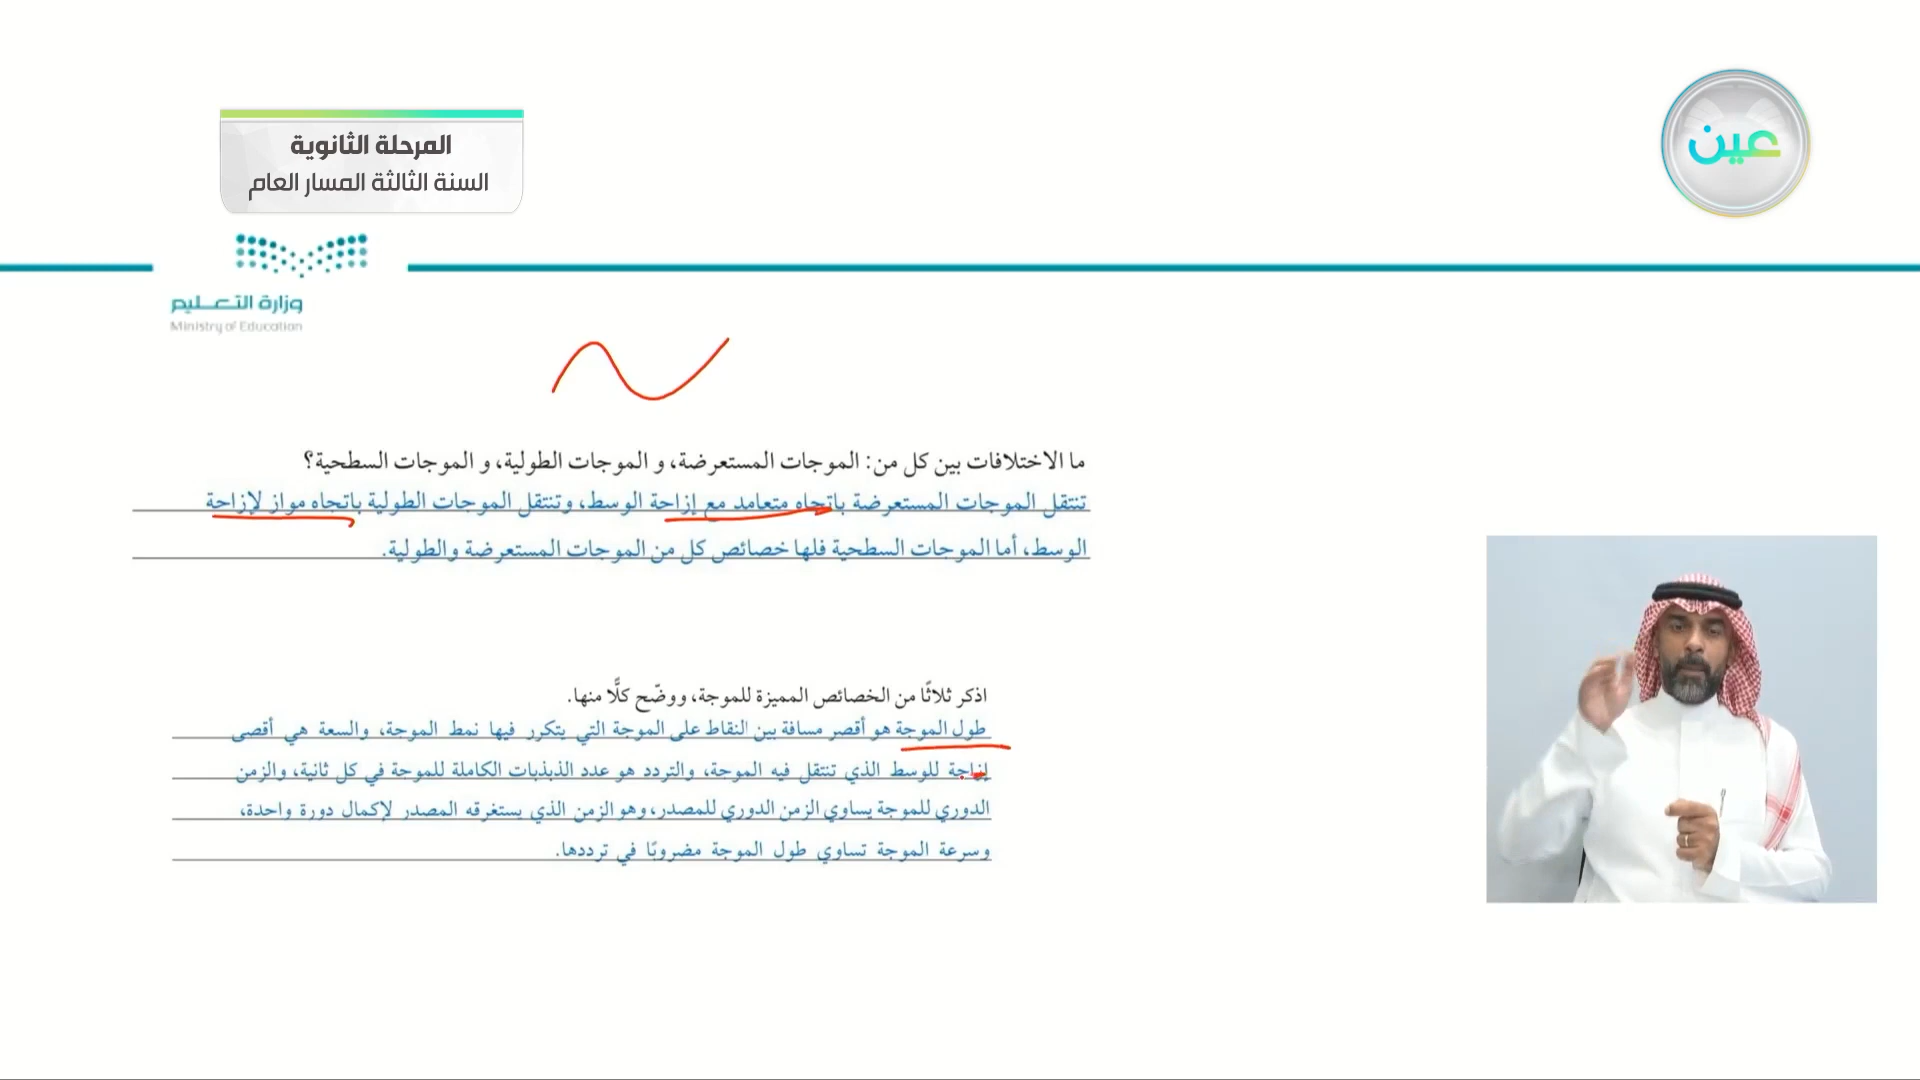 عين
المرحلة الثانوية
السنة الثالثة المسار العام
وزارة التعليم
Ministry of Education
ما الاختلافات بين كل من: الموجات المستعرضة، و الموجات الطولية، و الموجات السطحية؟
تنتقل الموجات المستعرضة باتجاه متعامد مع إزاحة الوسط، وتنتقل الموجات الطولية باتجاه مواز لإزاحة
الوسط، أما الموجات السطحية فلها خصائص كل من الموجات المستعرضة والطولية.
اذكر ثلاثًا من الخصائص المميزة للموجة، ووضّح كلًّا منها.
طول الموجة هو أقصر مسافة بين النقاط على الموجة التي يتكرر فيها نمط الموجة، والسعة هي أقصى
إزاحة للوسط الذي تنتقل فيه الموجة، والتردد هو عدد الذبذبات الكاملة للموجة في كل ثانية، والزمن
الدوري للموجة يساوي الزمن الدوري للمصدر، وهو الزمن الذي يستغرقه المصدر لإكمال دورة واحدة،
وسرعة الموجة تساوي طول الموجة مضروبًا في ترددها.